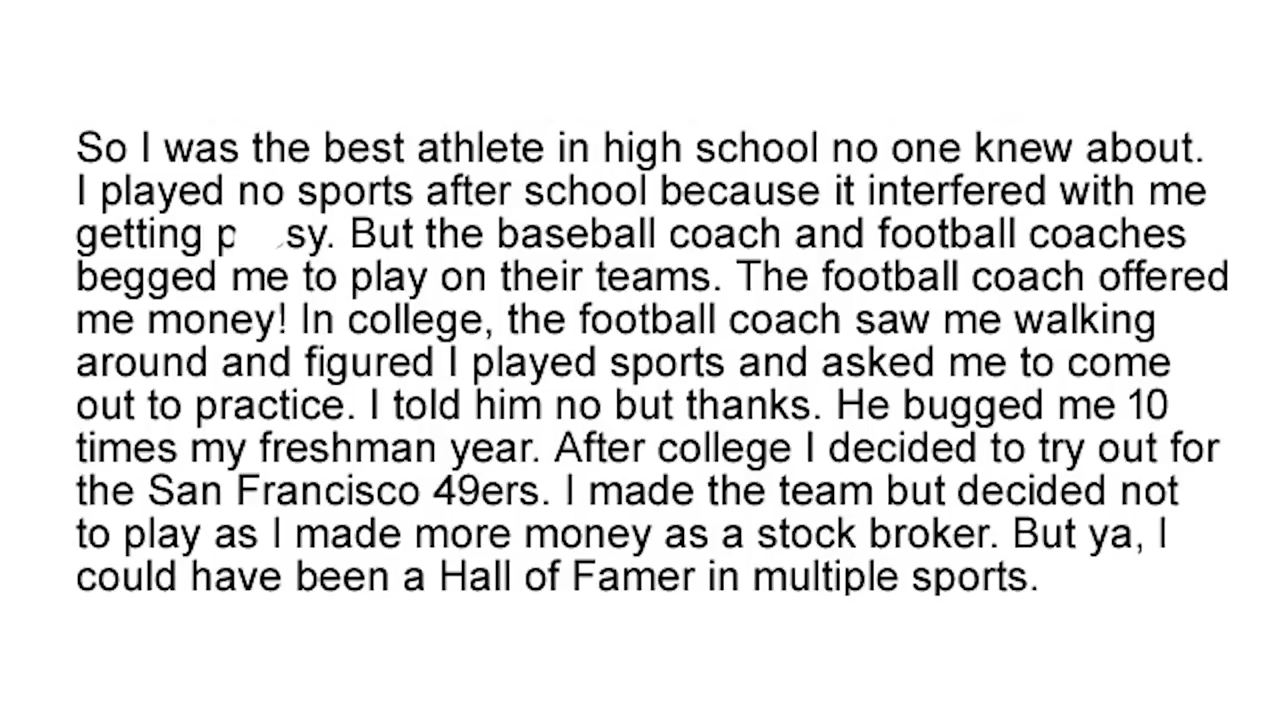 So I was the best athlete in high school no one knew about.
I played no sports after school because it interfered with me
getting p sy. But the baseball coach and football coaches
begged me to play on their teams. The football coach offered
me money! In college, the football coach saw me walking
around and figured I played sports and asked me to come
out to practice. I told him no but thanks. He bugged me 10
times my freshman year. After college I decided to try out for
the San Francisco 49ers. I made the team but decided not
to play as I made more money as a stock broker. But ya, I
could have been a Hall of Famer in multiple sports.